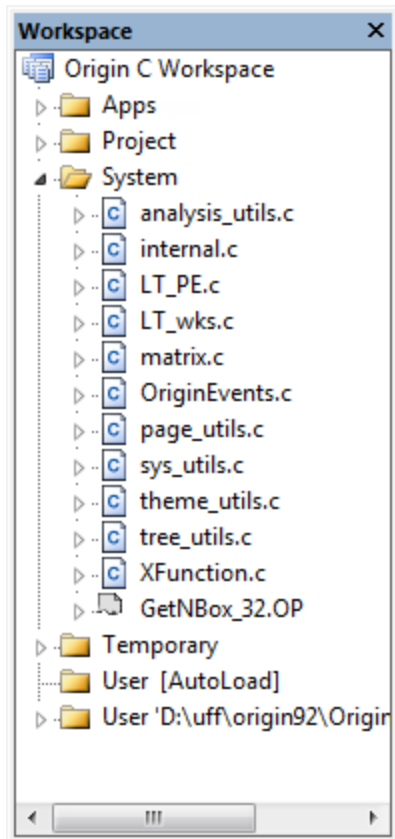 Workspace
Origin C Workspace
Apps
Project
System
analysis_utils.c
internal.c
LT_PE.c
LT_wks.c
matrix.c
OriginEvents.c
page_utils.c
sys_utils.c
theme_utils.c
tree_utils.c
XFunction.c
GetNBox_32.OP
Temporary
User [AutoLoad]
User 'D:\uff\origin92\Origin